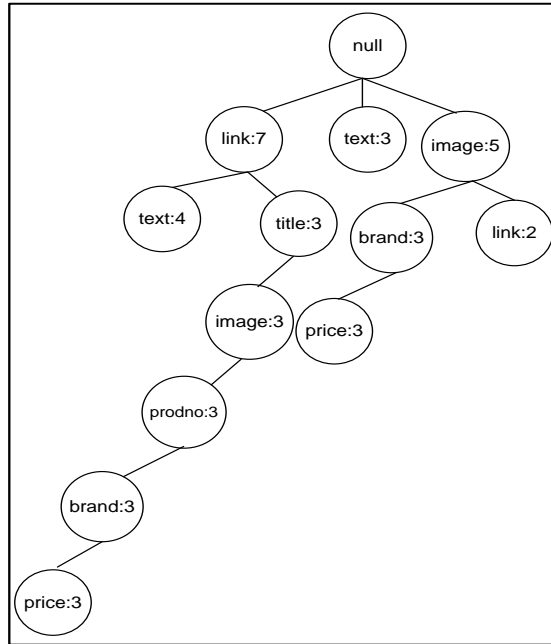 null
link:7
text:3
image:5
text:4
title:3
brand:3
link:2
image:3
price:3
prodno:3
brand:3
price:3